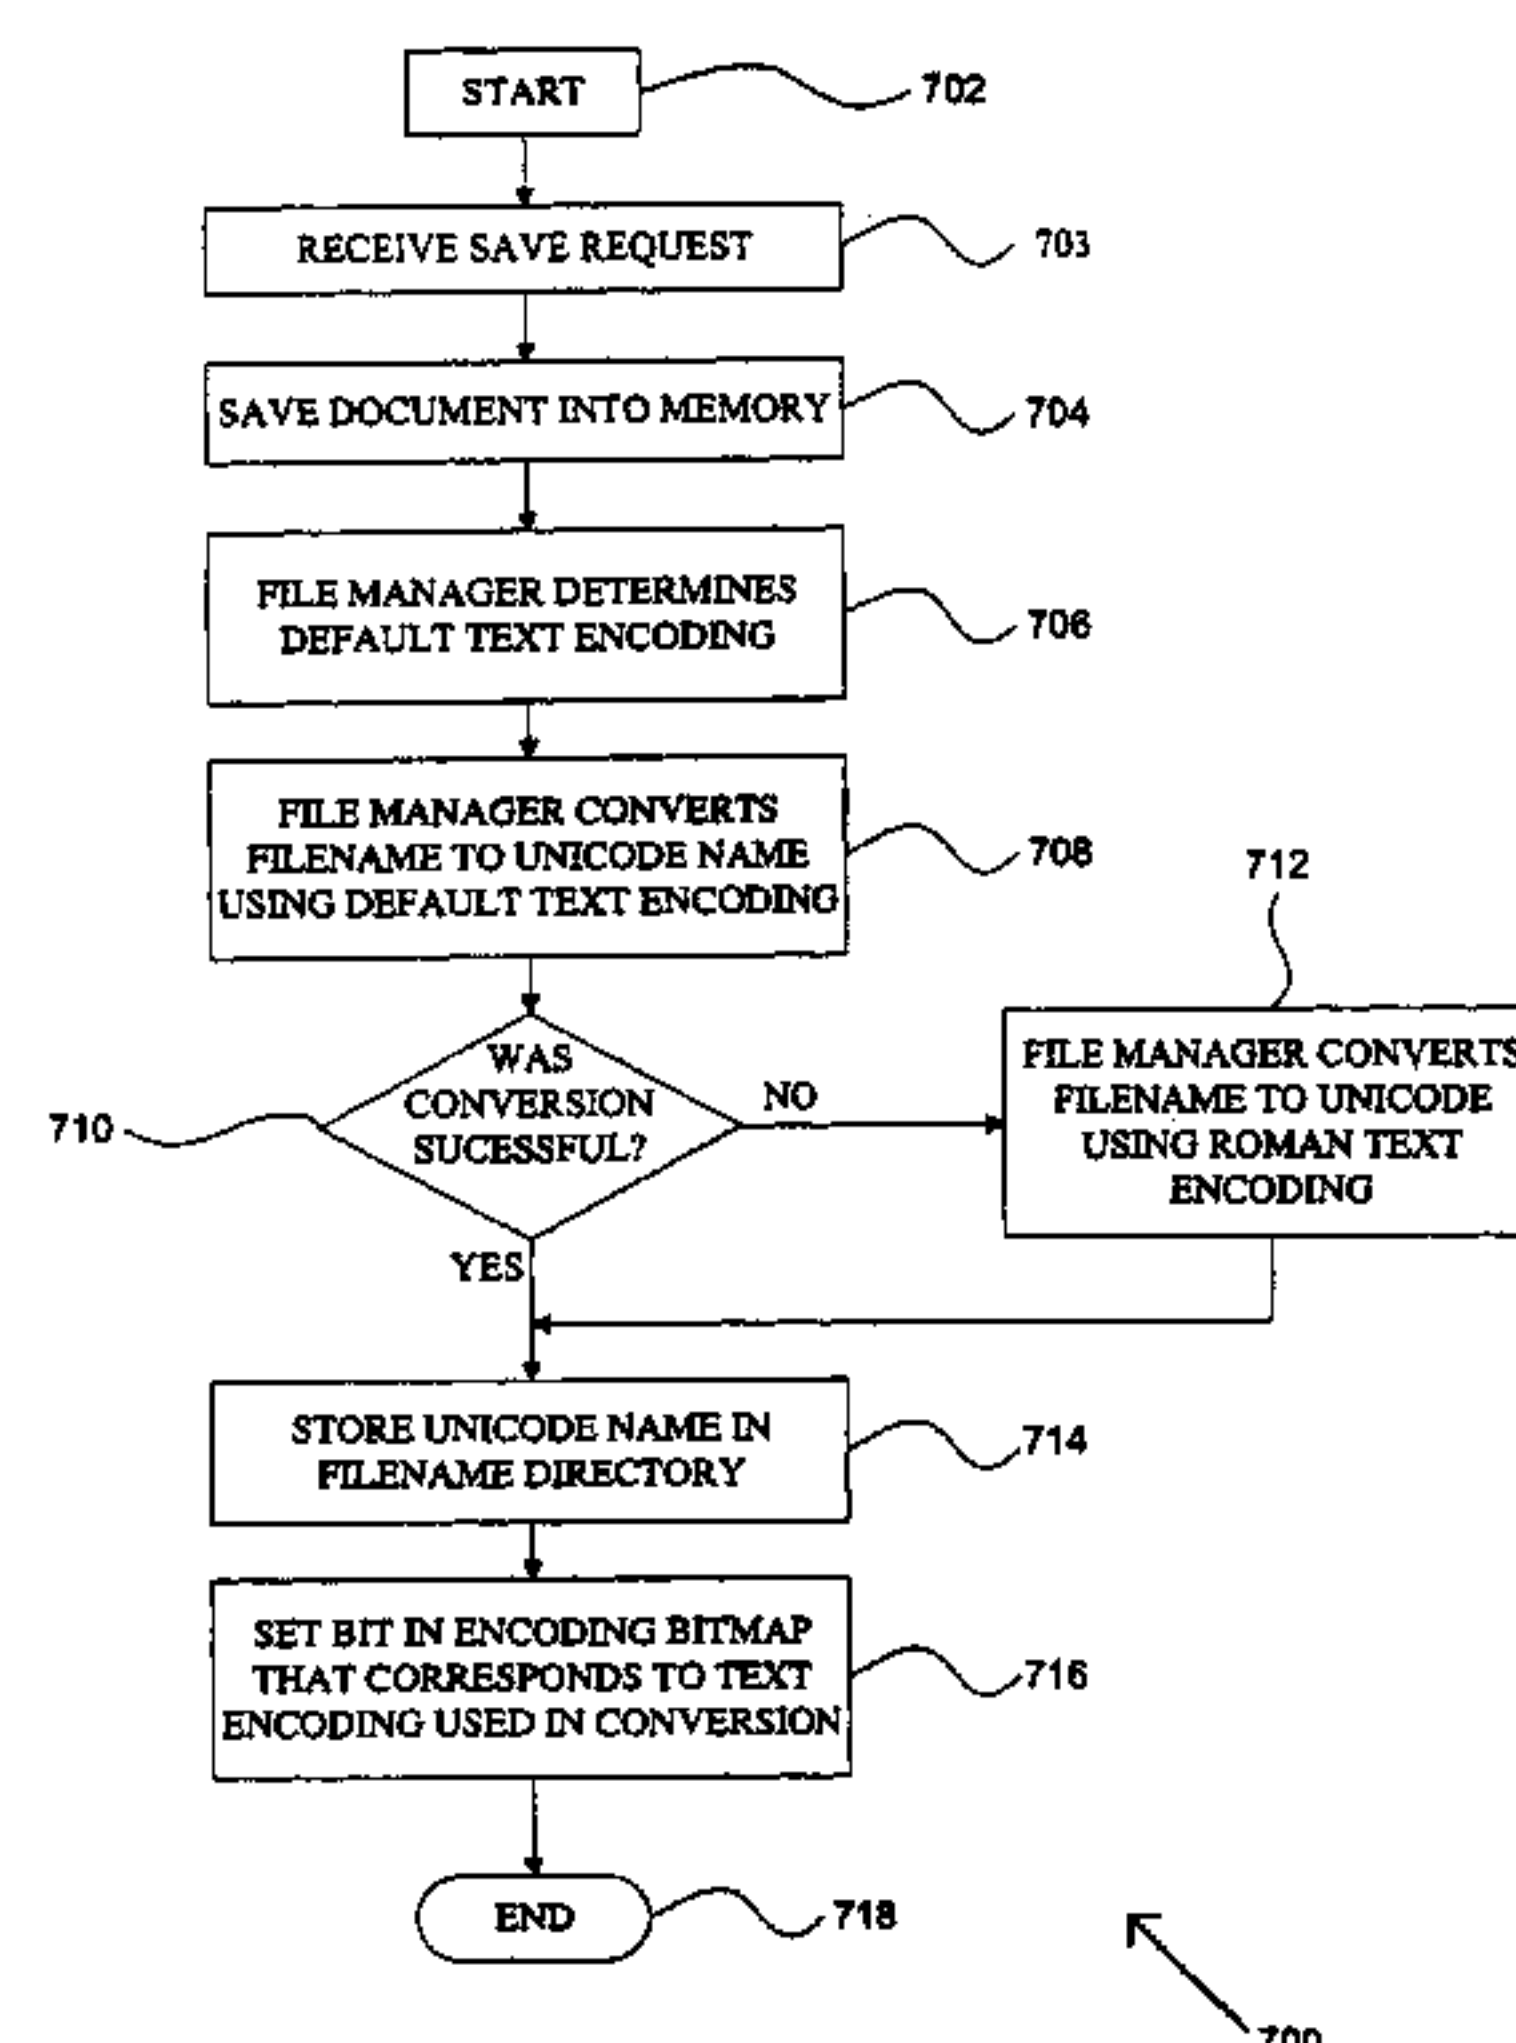 START
702
RECEIVE SAVE REQUEST
703
SAVE DOCUMENT INTO MEMORY
704
FILE MANAGER DETERMINES
DEFAULT TEXT ENCODING
706
FILE MANAGER CONVERTS
FILENAME TO UNICODE NAME
USING DEFAULT TEXT ENCODING
708
712
WAS
CONVERSION
SUCESSFUL?
710
NO
FILE MANAGER CONVERTS
FILENAME TO UNICODE
USING ROMAN TEXT
ENCODING
YES
STORE UNICODE NAME IN
FILENAME DIRECTORY
714
SET BIT IN ENCODING BITMAP
THAT CORRESPONDS TO TEXT
ENCODING USED IN CONVERSION
716
END
718
700